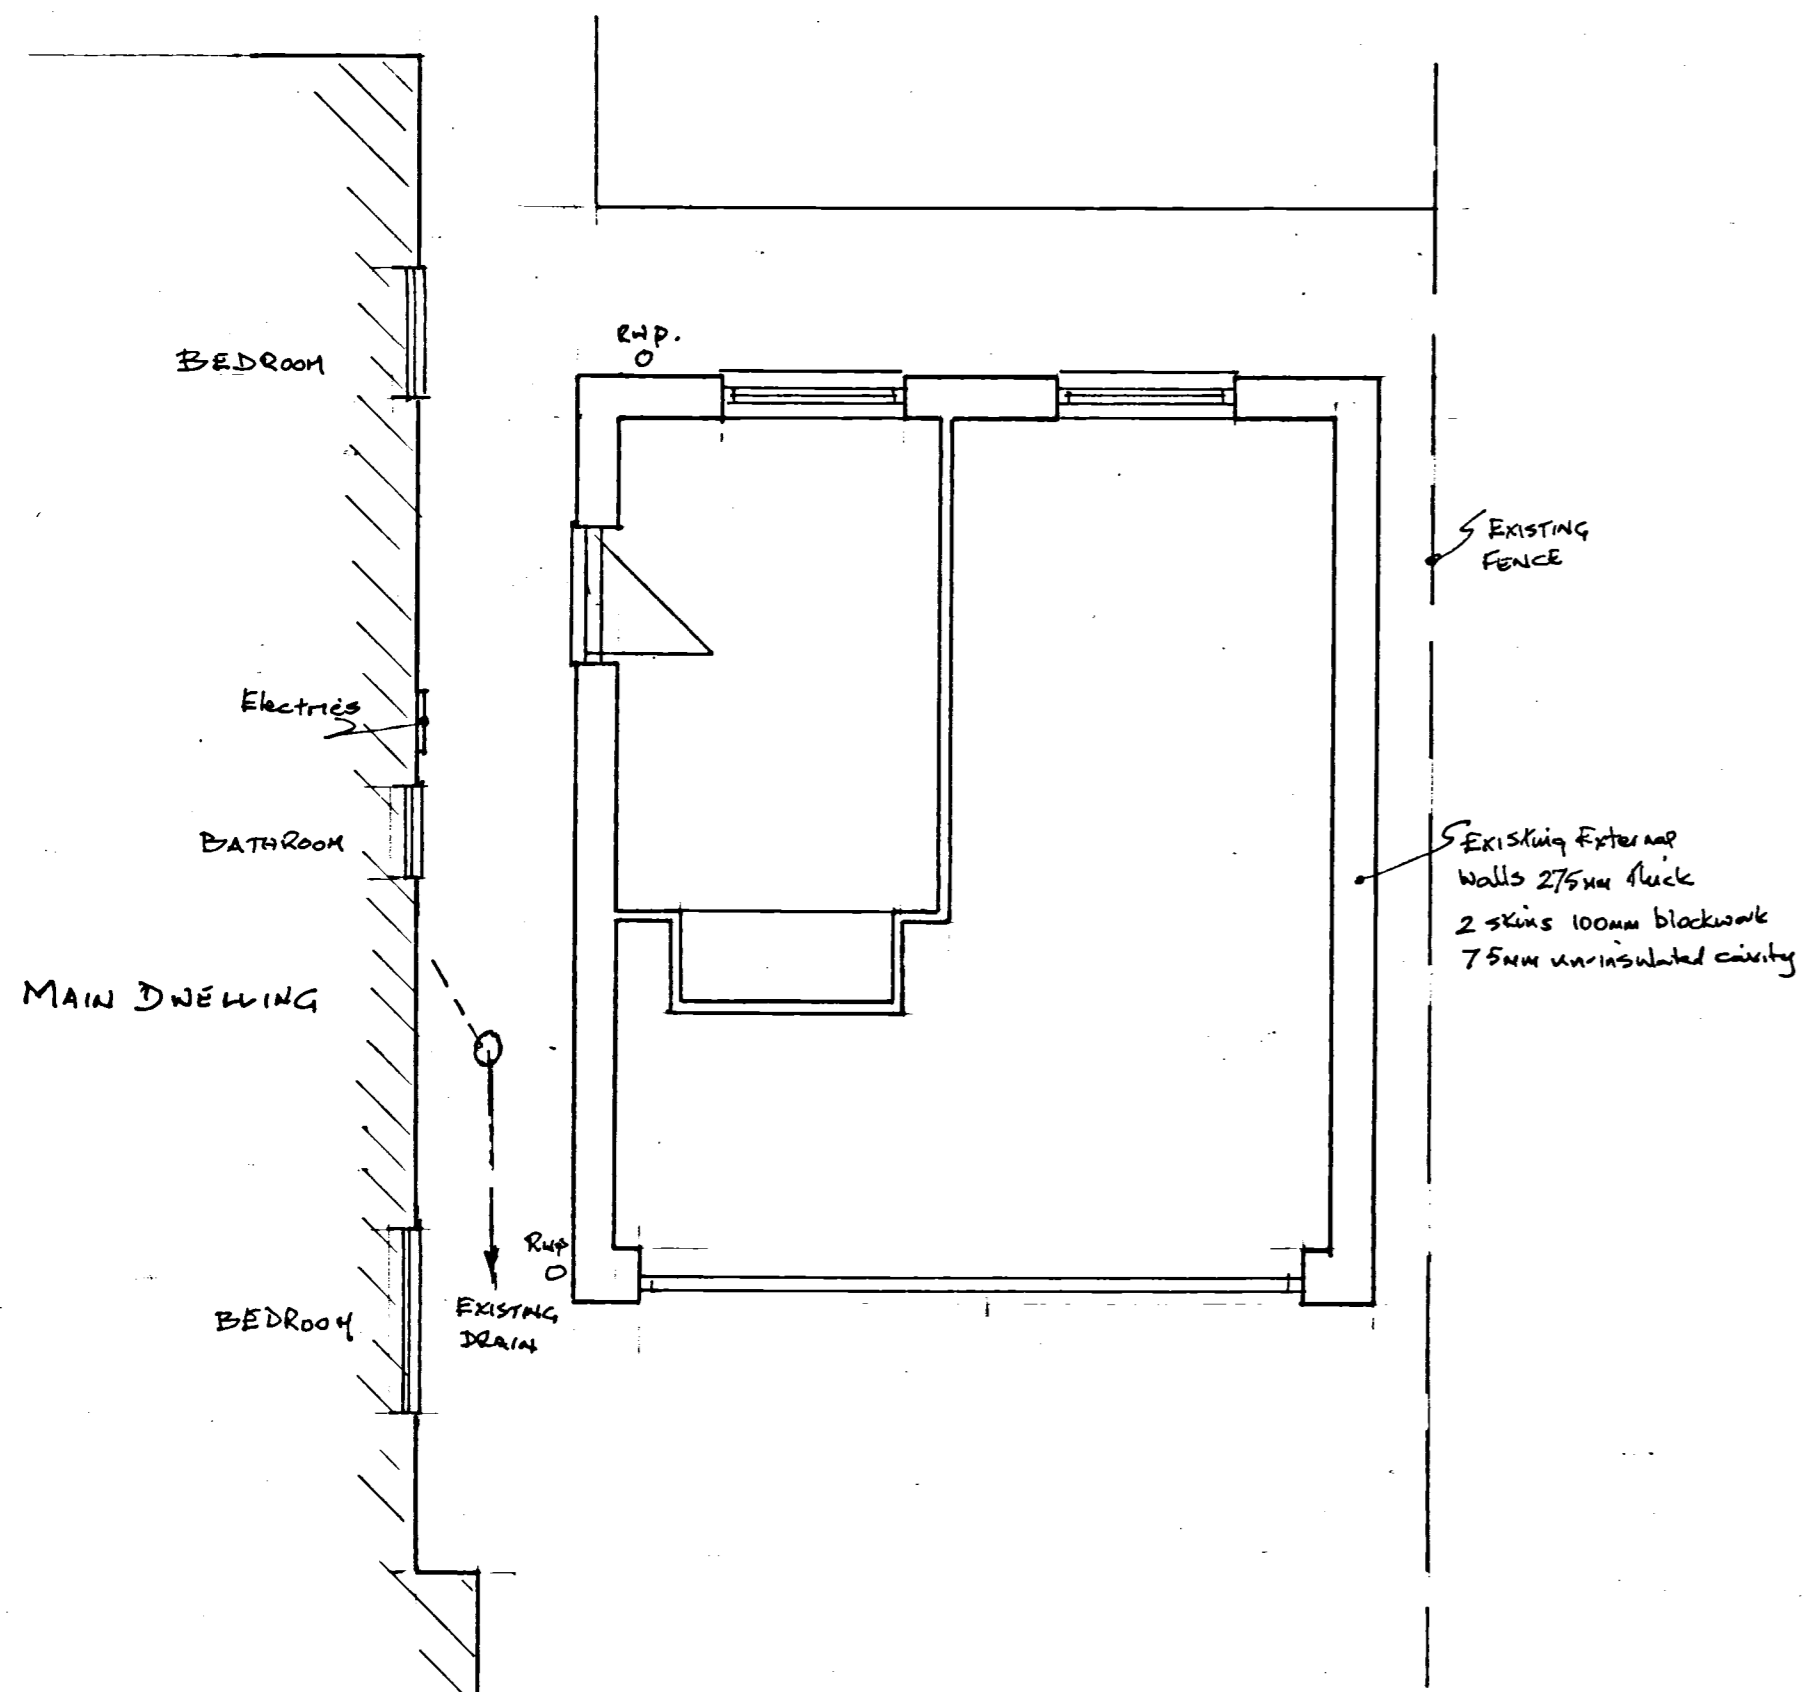 Rwp.
BEDROOM
EXISTING
FENCE
Electrics
BATHROOM
Existing External
walls 275mm thick
2 skins 100mm blockwork
75mm un-insulated cavity
MAIN DWELLING
Rwp
EXISTING
DRAIN
BEDROOM